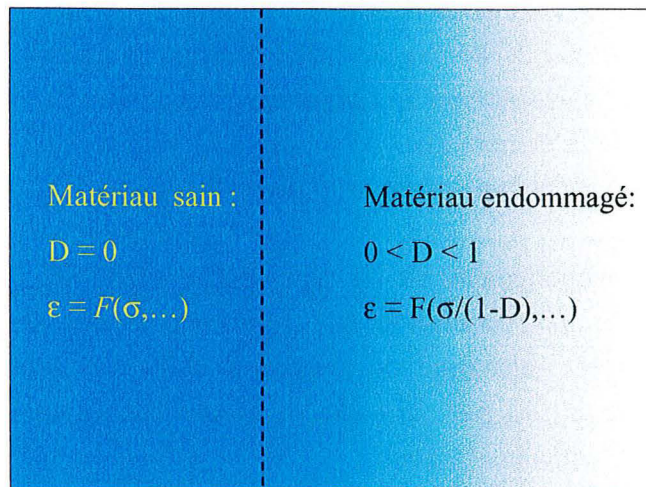 Matériau sain :
D = 0
ε = F(σ,…)
Matériau endommagé:
0 < D < 1
ε = F(σ/(1-D),…)